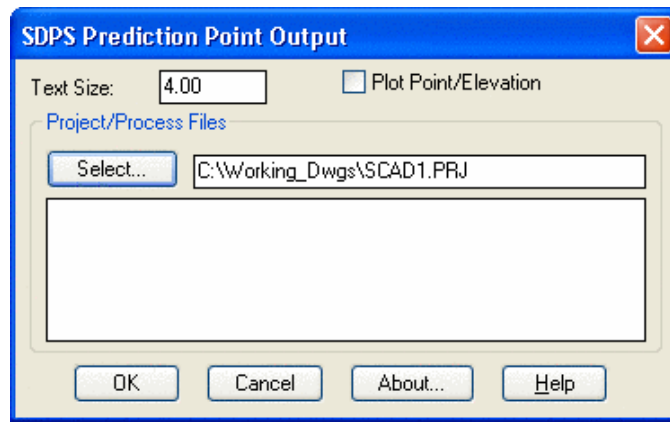 SDPS Prediction Point Output
Text Size: 4.00 Plot Point/Elevation
Project/Process Files
Select... C:\Working_Dwgs\SCAD1.PRJ
OK Cancel About... Help